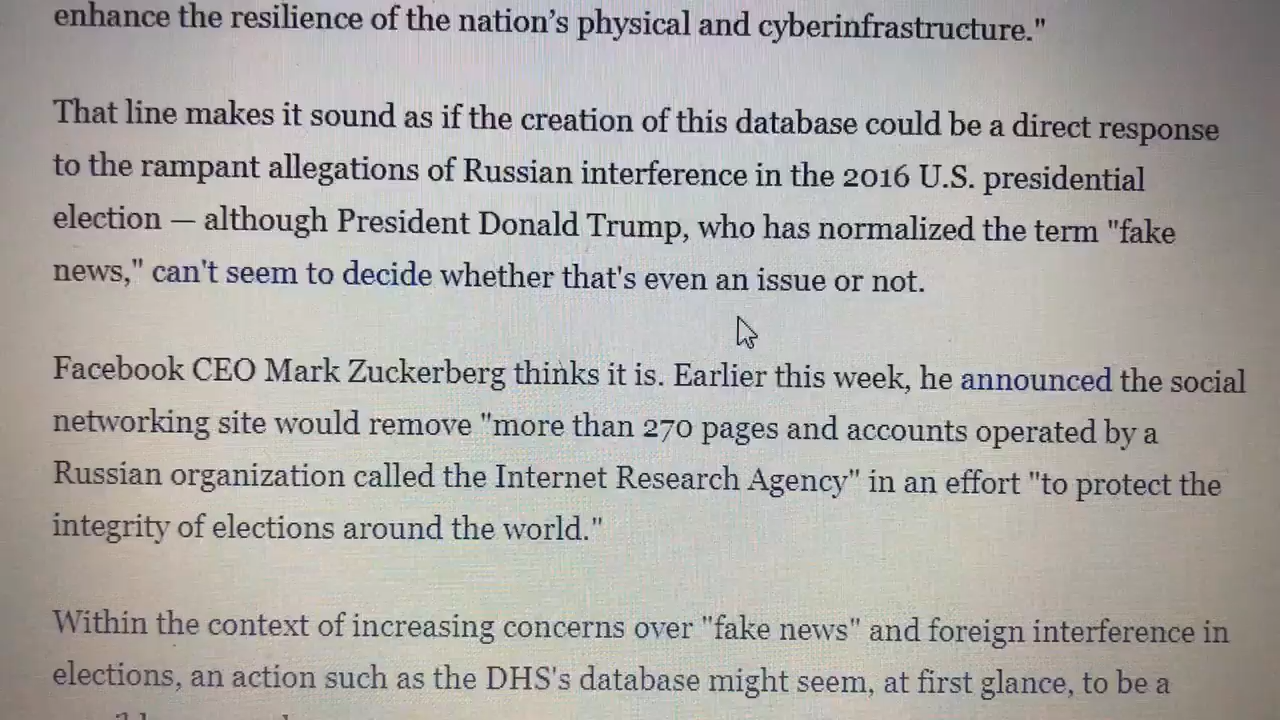 enhance the resilience of the nation's physical and cyberinfrastructure."
That line makes it sound as if the creation of this database could be a direct response
to the rampant allegations of Russian interference in the 2016 U.S. presidential
election — although President Donald Trump, who has normalized the term "fake
news," can't seem to decide whether that's even an issue or not.
Facebook CEO Mark Zuckerberg thinks it is. Earlier this week, he announced the social
networking site would remove "more than 270 pages and accounts operated by a
Russian organization called the Internet Research Agency" in an effort "to protect the
integrity of elections around the world."
Within the context of increasing concerns over "fake news" and foreign interference in
elections, an action such as the DHS's database might seem, at first glance, to be a